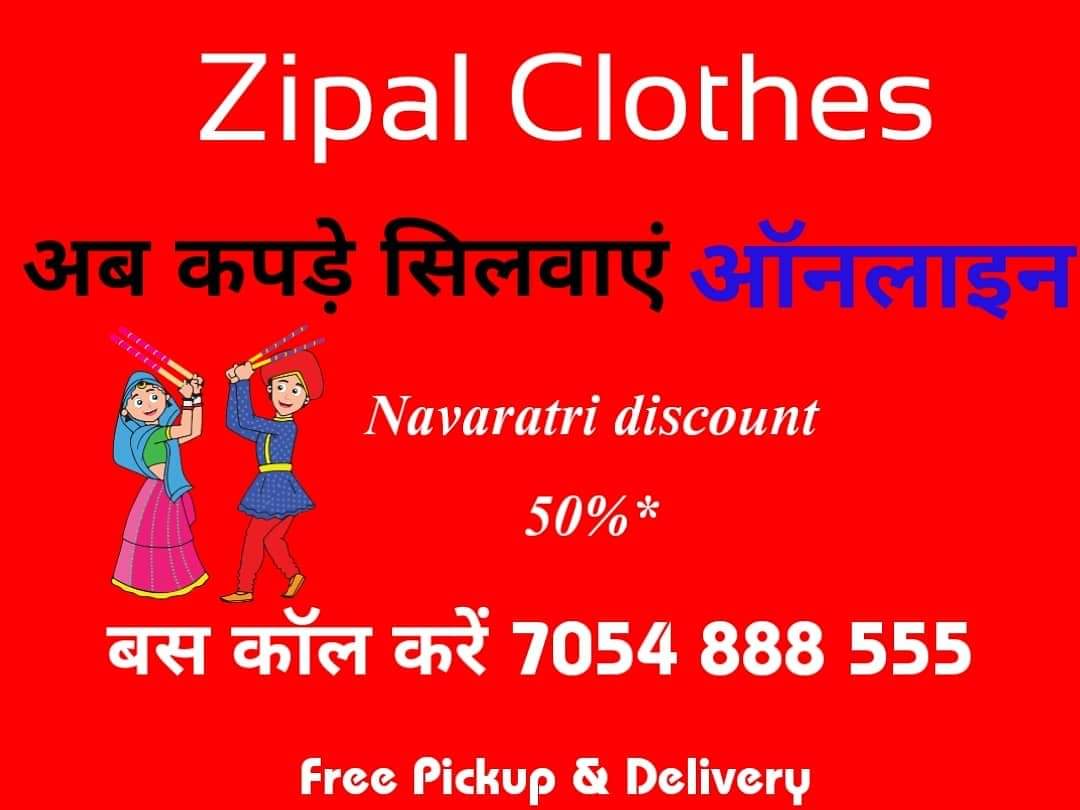 Zipal Clothes
अब कपड़े सिलवाएं ऑनलाइन
Navaratri discount
50%*
बस कॉल करें 7054 888 555
Free Pickup & Delivery